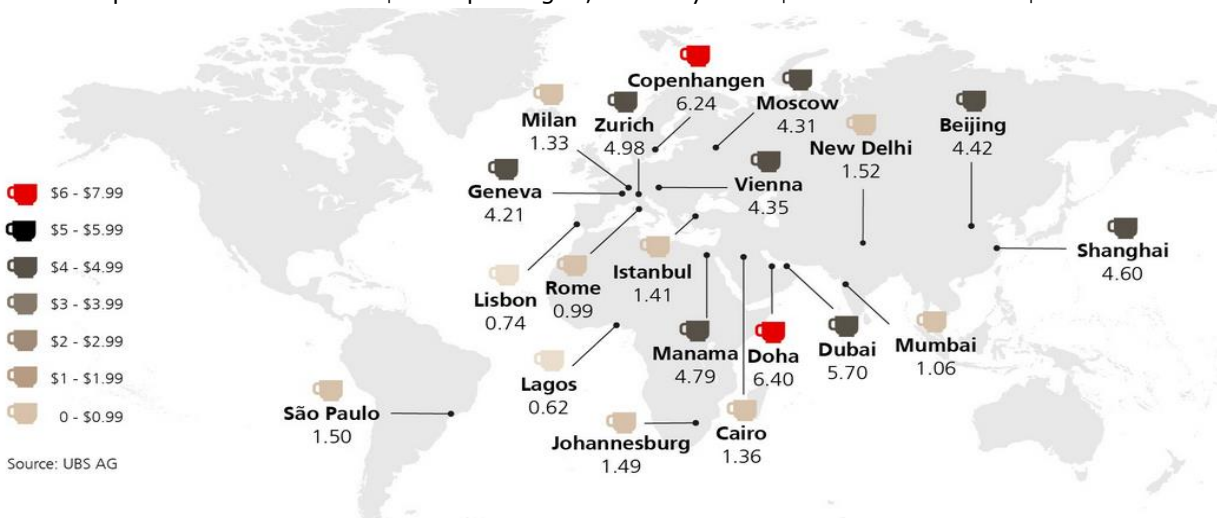 Copenhangen
6.24
Moscow
4.31
Milan
1.33
Zurich
4.98
New Delhi
1.52
Beijing
4.42
Geneva
4.21
Vienna
4.35
$6 - $7.99
$5 - $5.99
$4 - $4.99
$3 - $3.99
$2 - $2.99
$1 - $1.99
0 - $0.99
Shanghai
4.60
Lisbon
0.74
Rome
0.99
Istanbul
1.41
Manama
4.79
Doha
6.40
Dubai
5.70
Mumbai
1.06
Lagos
0.62
São Paulo
1.50
Johannesburg
1.49
Cairo
1.36
Source: UBS AG